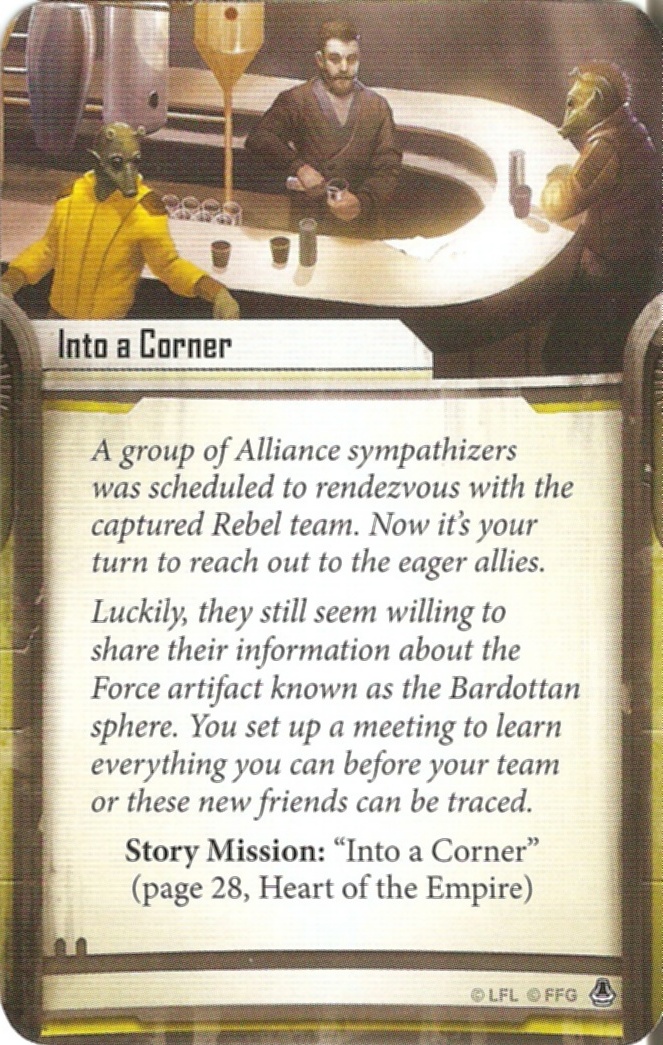 Into a Corner
A group of Alliance sympathizers
was scheduled to rendezvous with the
captured Rebel team. Now it's your
turn to reach out to the eager allies.
Luckily, they still seem willing to
share their information about the
Force artifact known as the Bardottan
sphere. You set up a meeting to learn
everything you can before your team
or these new friends can be traced.
Story Mission: “Into a Corner”
(page 28, Heart of the Empire)
© LFL © FFG